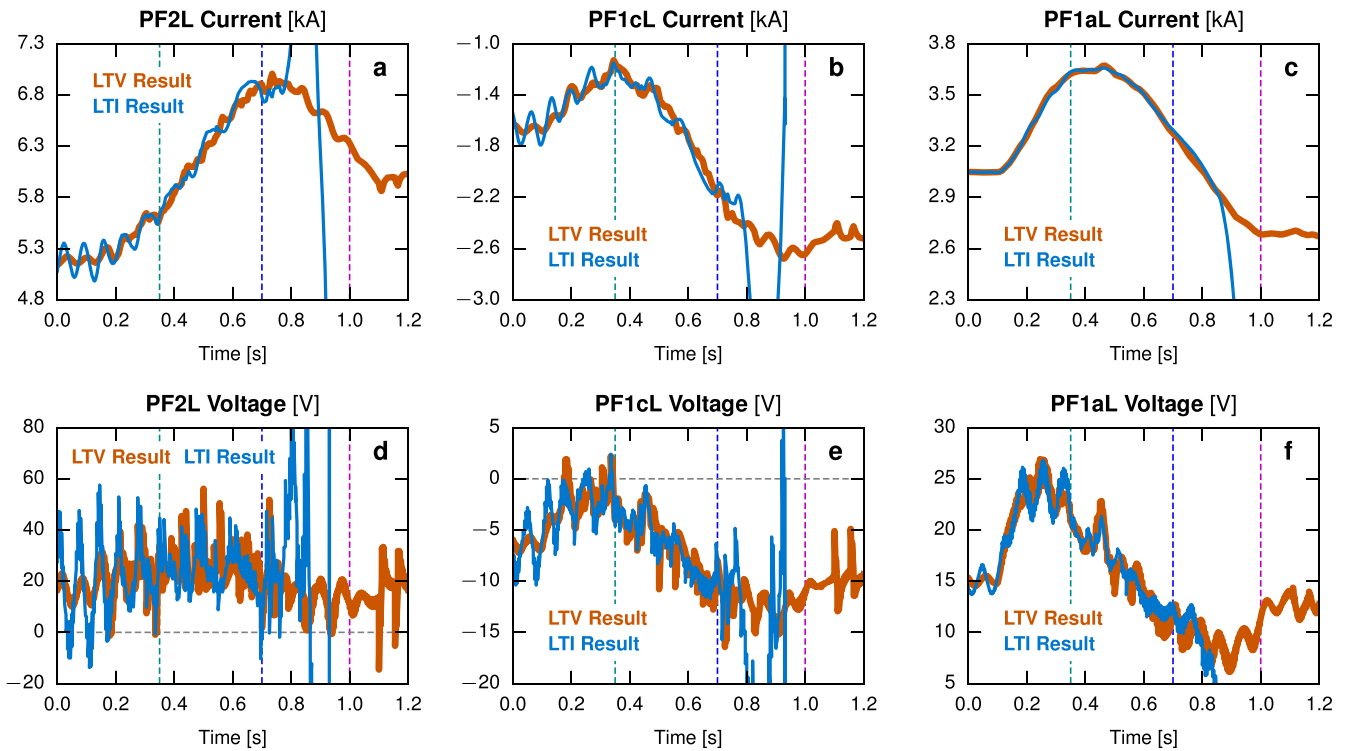 PF2L Current [kA]
7.3
6.8
6.3
5.8
5.3
4.8
a
LTV Result
LTI Result
0.0 0.2 0.4 0.6 0.8 1.0 1.2
Time [s]
PF1cL Current [kA]
−1.0
−1.4
−1.8
−2.2
−2.6
−3.0
b
LTV Result
LTI Result
0.0 0.2 0.4 0.6 0.8 1.0 1.2
Time [s]
PF1aL Current [kA]
3.8
3.5
3.2
2.9
2.6
2.3
c
LTV Result
LTI Result
0.0 0.2 0.4 0.6 0.8 1.0 1.2
Time [s]
PF2L Voltage [V]
80
60
40
20
0
−20
LTV Result LTI Result
d
0.0 0.2 0.4 0.6 0.8 1.0 1.2
Time [s]
PF1cL Voltage [V]
5
0
−5
−10
−15
−20
e
LTV Result
LTI Result
0.0 0.2 0.4 0.6 0.8 1.0 1.2
Time [s]
PF1aL Voltage [V]
30
25
20
15
10
5
f
LTV Result
LTI Result
0.0 0.2 0.4 0.6 0.8 1.0 1.2
Time [s]